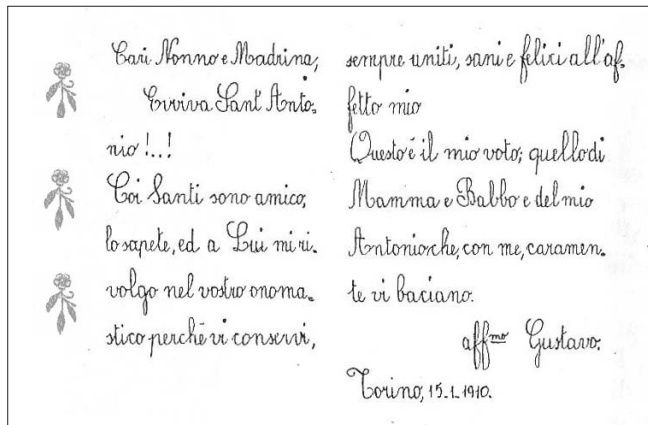 Cari Nonno e Madrina,
Evviva Sant'Anto-
nio!..!
Coi Santi sono amico,
lo sapete, ed a Lui mi ri-
volgo nel vostro onoma-
stico perchè vi conservi,
sempre uniti, sani e felici all'af-
fetto mio
Questo è il mio voto; quello di
Mamma e Babbo e del mio
Antonio che, con me, caramen-
te vi baciano.
aff.mo Gustavo.
Torino, 15.1.1910.